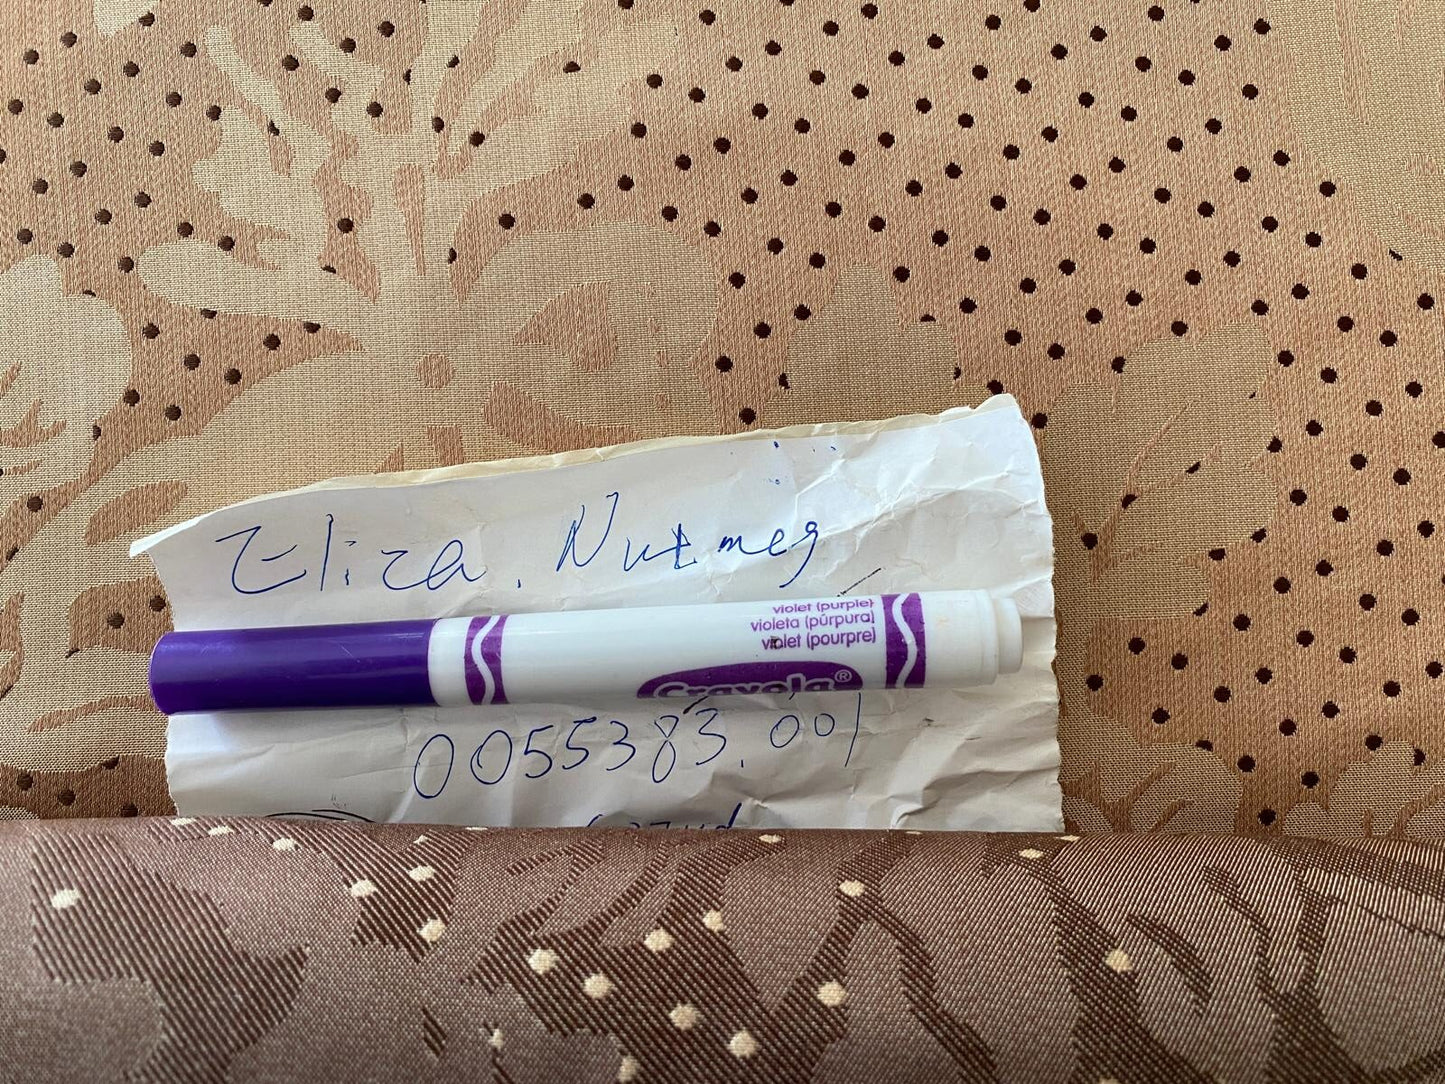 Eliza. Nutmeg
violet (purple)
violeta (púrpura)
violet (pourpre)
Crayola®
0055383.001